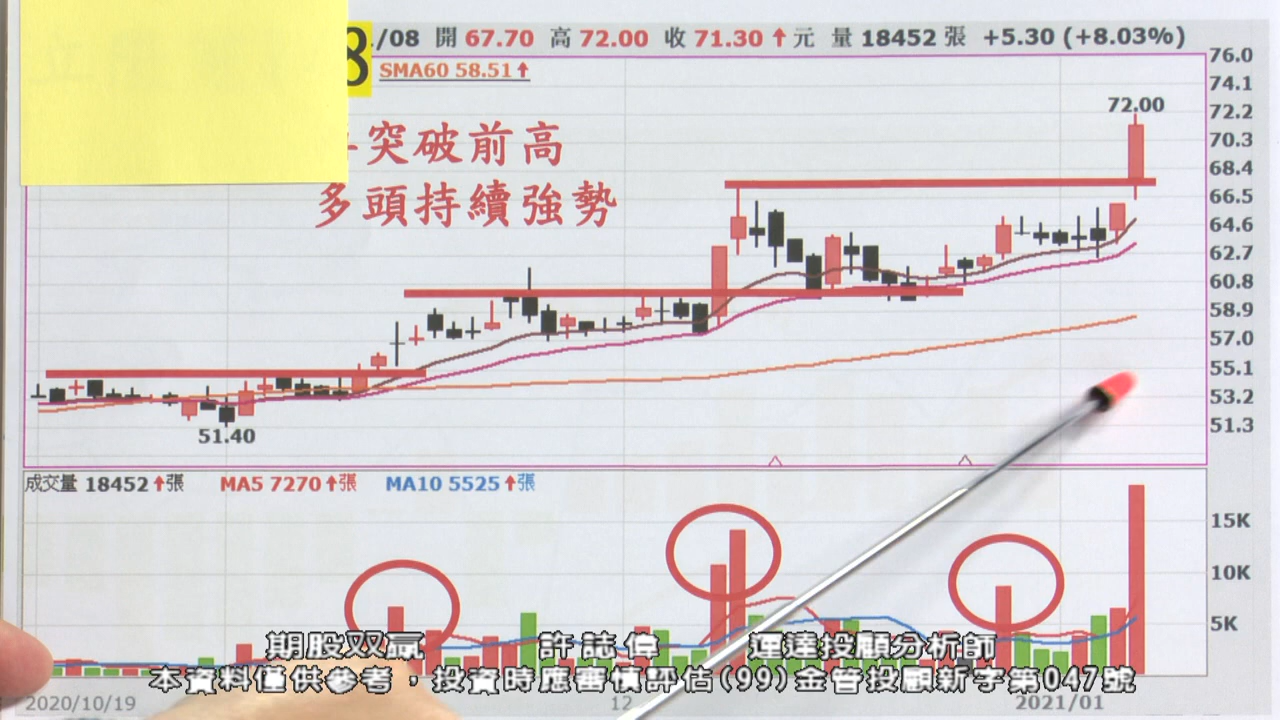 8
/08 開 67.70 高 72.00 收 71.30↑元 量 18452 張 +5.30 (+8.03%)
SMA60 58.51↑
突破前高
多頭持續強勢
72.00
51.40
76.0
74.1
72.2
70.3
68.4
66.5
64.6
62.7
60.8
58.9
57.0
55.1
53.2
51.3
成交量 18452↑張 MA5 7270↑張 MA10 5525↑張
15K
10K
5K
期股双贏 許誌偉 運達投顧分析師
本資料僅供參考，投資時應審慎評估(99)金管投顧新字第047號
2020/10/19 12 2021/01